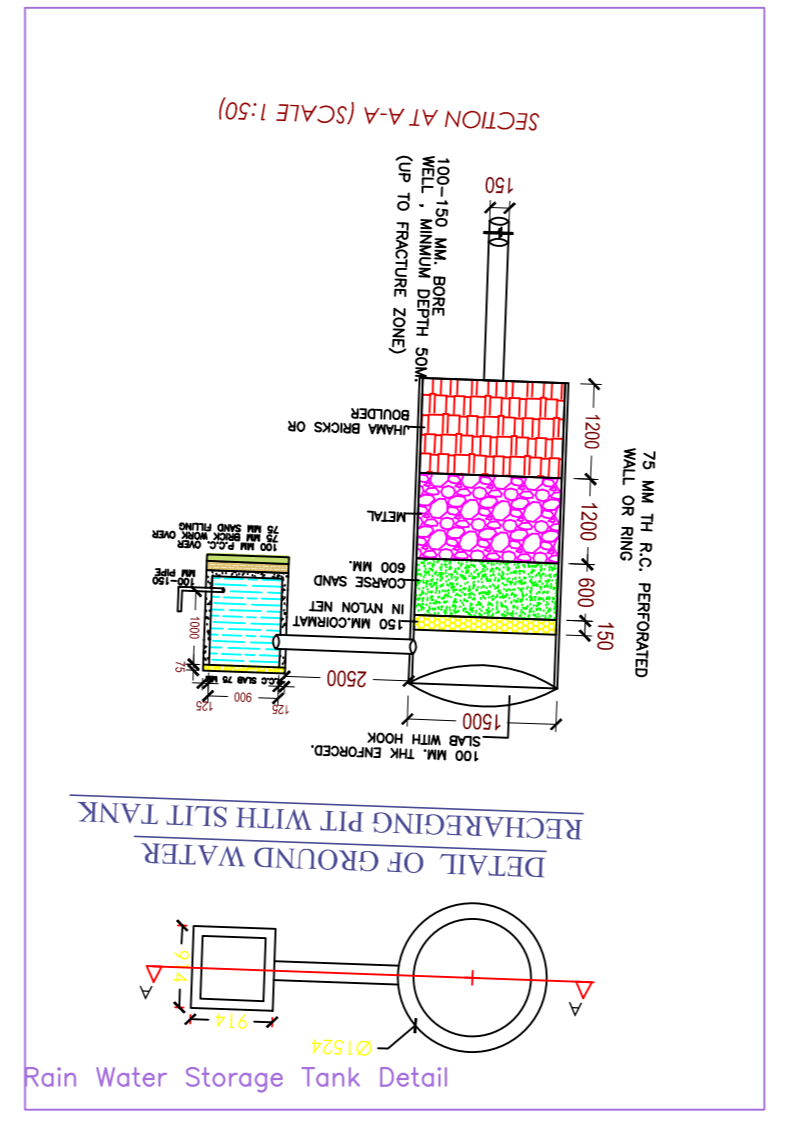 SECTION AT A-A (SCALE 1:50)
100-150 MM. BORE
WELL , MINMUM DEPTH 50M.
(UP TO FRACTURE ZONE)
150
JHAMA BRICKS OR
BOULDER
1200
75 MM TH R.C. PERFORATED
WALL OR RING
METAL
1200
COARSE SAND
600 MM.
600
150 MM.COIRMAT
IN NYLON NET
150
100 MM P.C.C. OVER
75 MM BRICK WORK OVER
75 MM SAND FILLING
100-150
MM PIPE
1000
75
SLAB 75
125
900
125
2500
1500
100 MM. THK ENFORCED.
SLAB WITH HOOK
DETAIL OF GROUND WATER
RECHAREGING PIT WITH SLIT TANK
914
914
Ø1524
A
A
Rain Water Storage Tank Detail